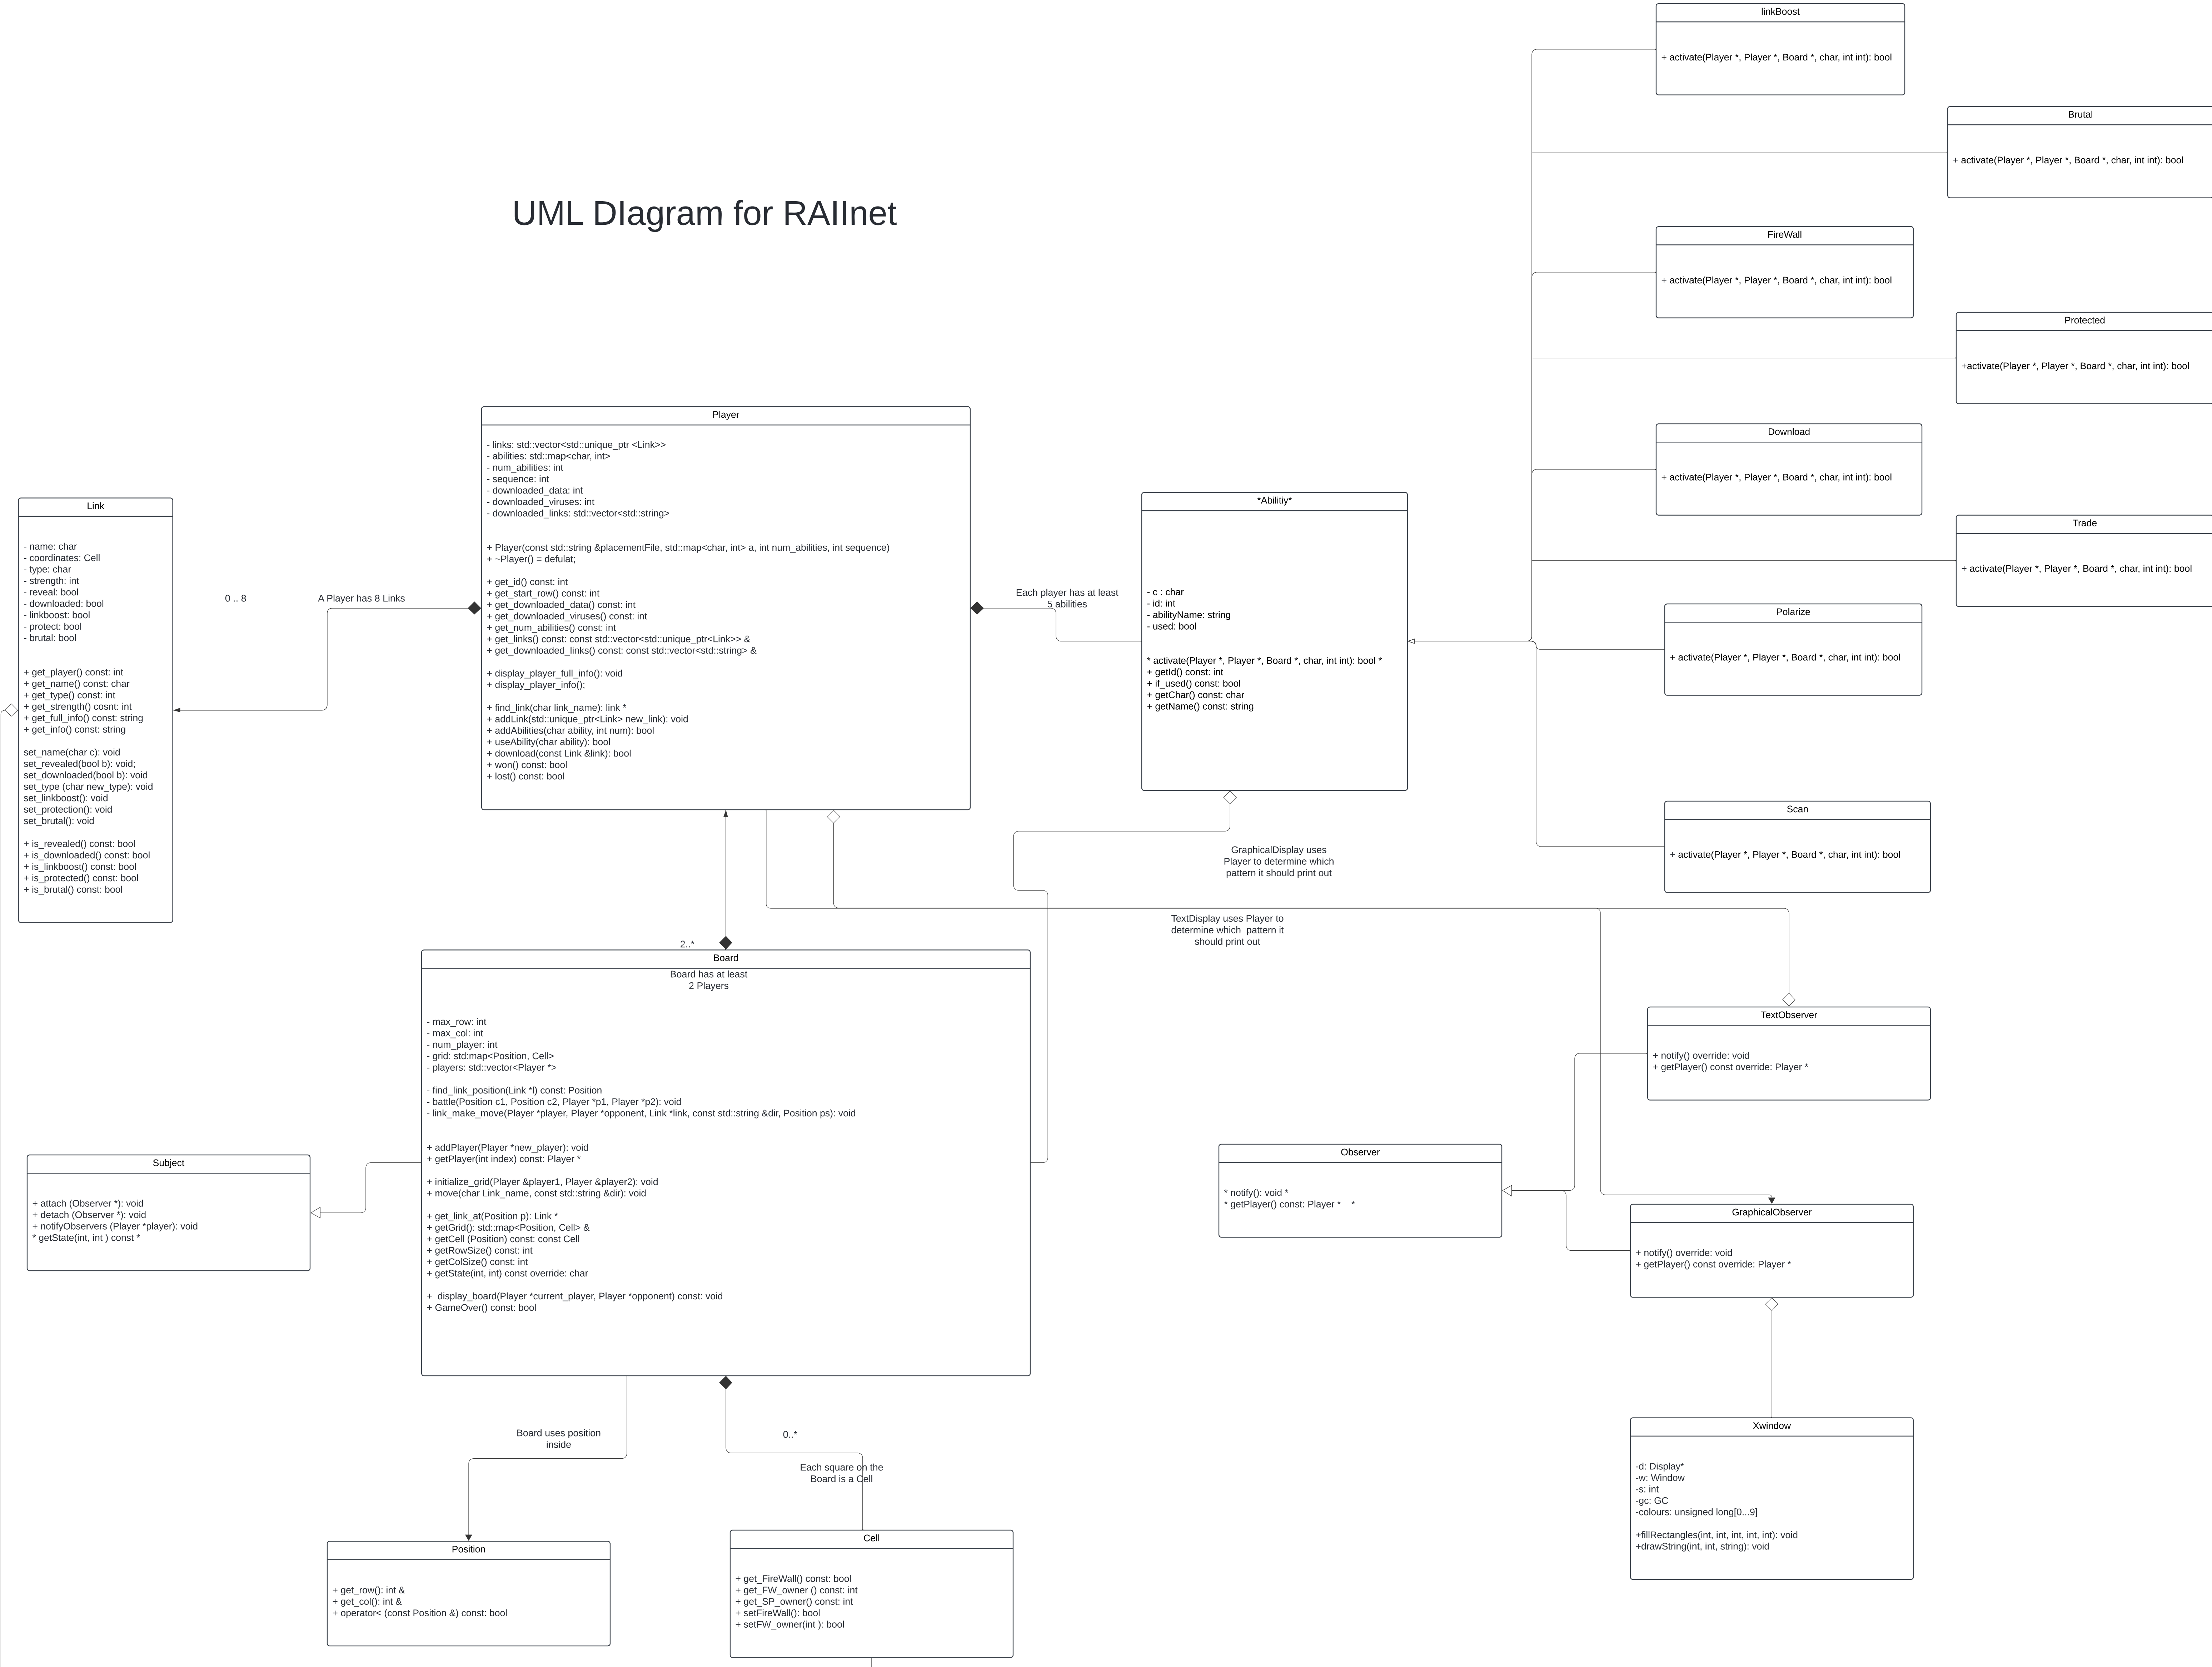 UML DIagram for RAIInet
linkBoost
+ activate(Player *, Player *, Board *, char, int int): bool
Brutal
+ activate(Player *, Player *, Board *, char, int int): bool
FireWall
+ activate(Player *, Player *, Board *, char, int int): bool
Protected
+activate(Player *, Player *, Board *, char, int int): bool
Download
+ activate(Player *, Player *, Board *, char, int int): bool
Trade
+ activate(Player *, Player *, Board *, char, int int): bool
Polarize
+ activate(Player *, Player *, Board *, char, int int): bool
Scan
+ activate(Player *, Player *, Board *, char, int int): bool
Link
- name: char
- coordinates: Cell
- type: char
- strength: int
- reveal: bool
- downloaded: bool
- linkboost: bool
- protect: bool
- brutal: bool
+ get_player() const: int
+ get_name() const: char
+ get_type() const: int
+ get_strength() cosnt: int
+ get_full_info() const: string
+ get_info() const: string
set_name(char c): void
set_revealed(bool b): void;
set_downloaded(bool b): void
set_type (char new_type): void
set_linkboost(): void
set_protection(): void
set_brutal(): void
+ is_revealed() const: bool
+ is_downloaded() const: bool
+ is_linkboost() const: bool
+ is_protected() const: bool
+ is_brutal() const: bool
0 .. 8
A Player has 8 Links
Player
- links: std::vector<std::unique_ptr <Link>>
- abilities: std::map<char, int>
- num_abilities: int
- sequence: int
- downloaded_data: int
- downloaded_viruses: int
- downloaded_links: std::vector<std::string>
+ Player(const std::string &placementFile, std::map<char, int> a, int num_abilities, int sequence)
+ ~Player() = defulat;
+ get_id() const: int
+ get_start_row() const: int
+ get_downloaded_data() const: int
+ get_downloaded_viruses() const: int
+ get_num_abilities() const: int
+ get_links() const: const std::vector<std::unique_ptr<Link>> &
+ get_downloaded_links() const: const std::vector<std::string> &
+ display_player_full_info(): void
+ display_player_info();
+ find_link(char link_name): link *
+ addLink(std::unique_ptr<Link> new_link): void
+ addAbilities(char ability, int num): bool
+ useAbility(char ability): bool
+ download(const Link &link): bool
+ won() const: bool
+ lost() const: bool
Each player has at least
5 abilities
*Abilitiy*
- c : char
- id: int
- abilityName: string
- used: bool
* activate(Player *, Player *, Board *, char, int int): bool *
+ getId() const: int
+ if_used() const: bool
+ getChar() const: char
+ getName() const: string
GraphicalDisplay uses
Player to determine which
pattern it should print out
TextDisplay uses Player to
determine which  pattern it
should print out
2..*
Board
Board has at least
2 Players
- max_row: int
- max_col: int
- num_player: int
- grid: std:map<Position, Cell>
- players: std::vector<Player *>
- find_link_position(Link *l) const: Position
- battle(Position c1, Position c2, Player *p1, Player *p2): void
- link_make_move(Player *player, Player *opponent, Link *link, const std::string &dir, Position ps): void
+ addPlayer(Player *new_player): void
+ getPlayer(int index) const: Player *
+ initialize_grid(Player &player1, Player &player2): void
+ move(char Link_name, const std::string &dir): void
+ get_link_at(Position p): Link *
+ getGrid(): std::map<Position, Cell> &
+ getCell (Position) const: const Cell
+ getRowSize() const: int
+ getColSize() const: int
+ getState(int, int) const override: char
+  display_board(Player *current_player, Player *opponent) const: void
+ GameOver() const: bool
Subject
+ attach (Observer *): void
+ detach (Observer *): void
+ notifyObservers (Player *player): void
* getState(int, int ) const *
TextObserver
+ notify() override: void
+ getPlayer() const override: Player *
Observer
* notify(): void *
* getPlayer() const: Player *    *
GraphicalObserver
+ notify() override: void
+ getPlayer() const override: Player *
Xwindow
-d: Display*
-w: Window
-s: int
-gc: GC
-colours: unsigned long[0...9]
+fillRectangles(int, int, int, int, int): void
+drawString(int, int, string): void
Board uses position
inside
0..*
Each square on the
Board is a Cell
Position
+ get_row(): int &
+ get_col(): int &
+ operator< (const Position &) const: bool
Cell
+ get_FireWall() const: bool
+ get_FW_owner () const: int
+ get_SP_owner() const: int
+ setFireWall(): bool
+ setFW_owner(int ): bool